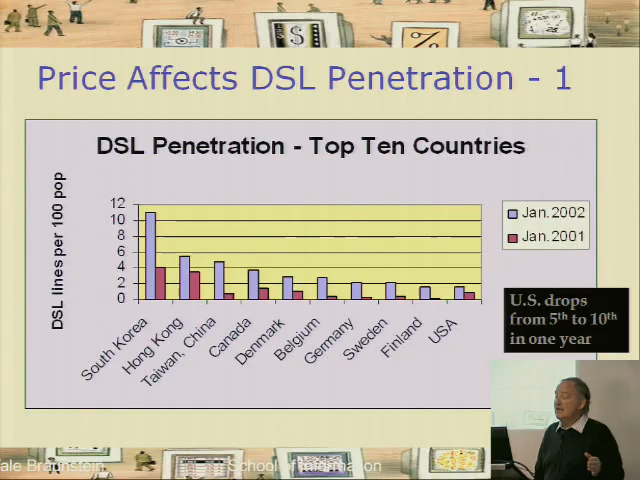 Price Affects DSL Penetration - 1
DSL Penetration - Top Ten Countries
DSL lines per 100 pop
12
10
8
6
4
2
0
South Korea
Hong Kong
Taiwan, China
Canada
Denmark
Belgium
Germany
Sweden
Finland
USA
Jan. 2002
Jan. 2001
U.S. drops
from 5th to 10th
in one year
ale Braunstein
School of Information
$
%